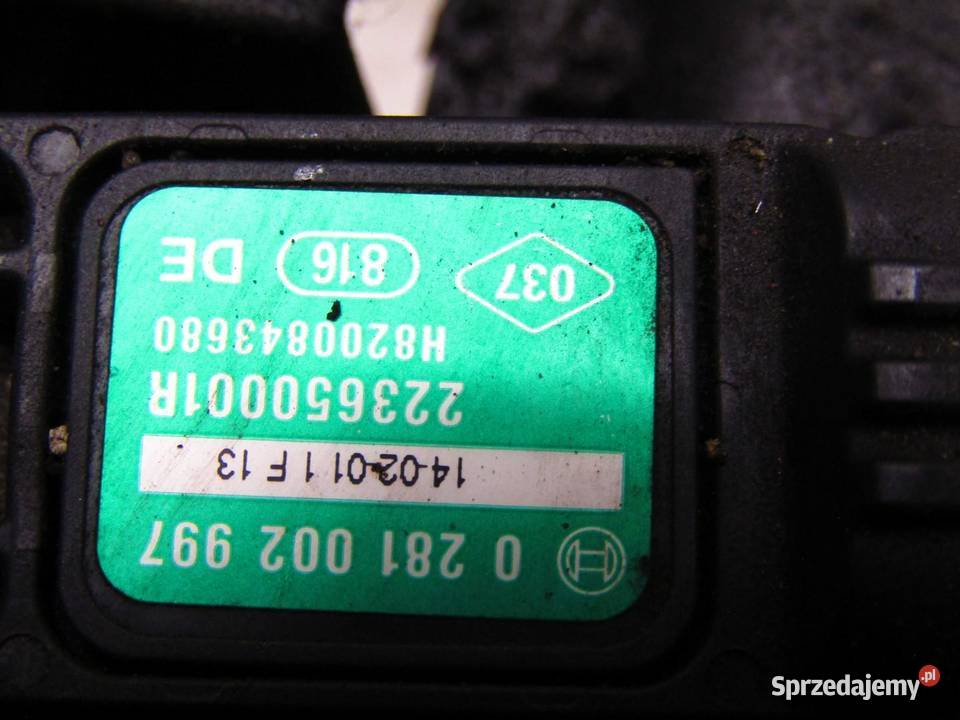 0 281 002 997
14-02-01 1 F 13
223650001R
H8200843680
037 816 DE
Sprzedajemy.pl